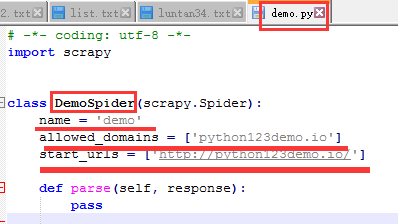 2.txt list.txt luntan34.txt demo.py
# -*- coding: utf-8 -*-
import scrapy
class DemoSpider(scrapy.Spider):
name = 'demo'
allowed_domains = ['python123demo.io']
start_urls = ['http://python123demo.io/']
def parse(self, response):
pass